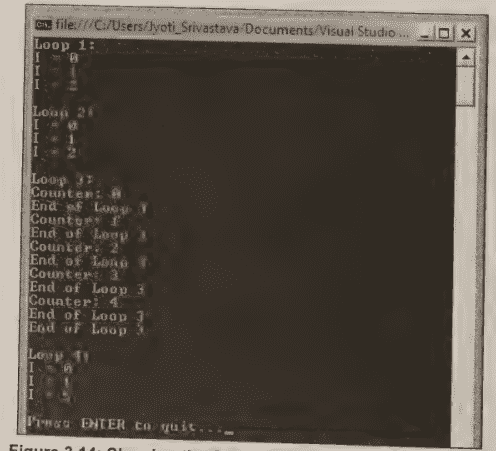 file:///C:/Users/Jyoti_Srivastava/Documents/Visual Studio ...
Loop 1:
I = 0
I = 1
I = 2
Loop 2:
I = 0
I = 1
I = 2
Loop 3:
Counter: 0
End of Loop 3
Counter: 1
End of Loop 3
Counter: 2
End of Loop 3
Counter: 3
End of Loop 3
Counter: 4
End of Loop 3
End of Loop 3
Loop 4:
I = 0
I = 1
I =
Press ENTER to quit..._
Figure 3.14: